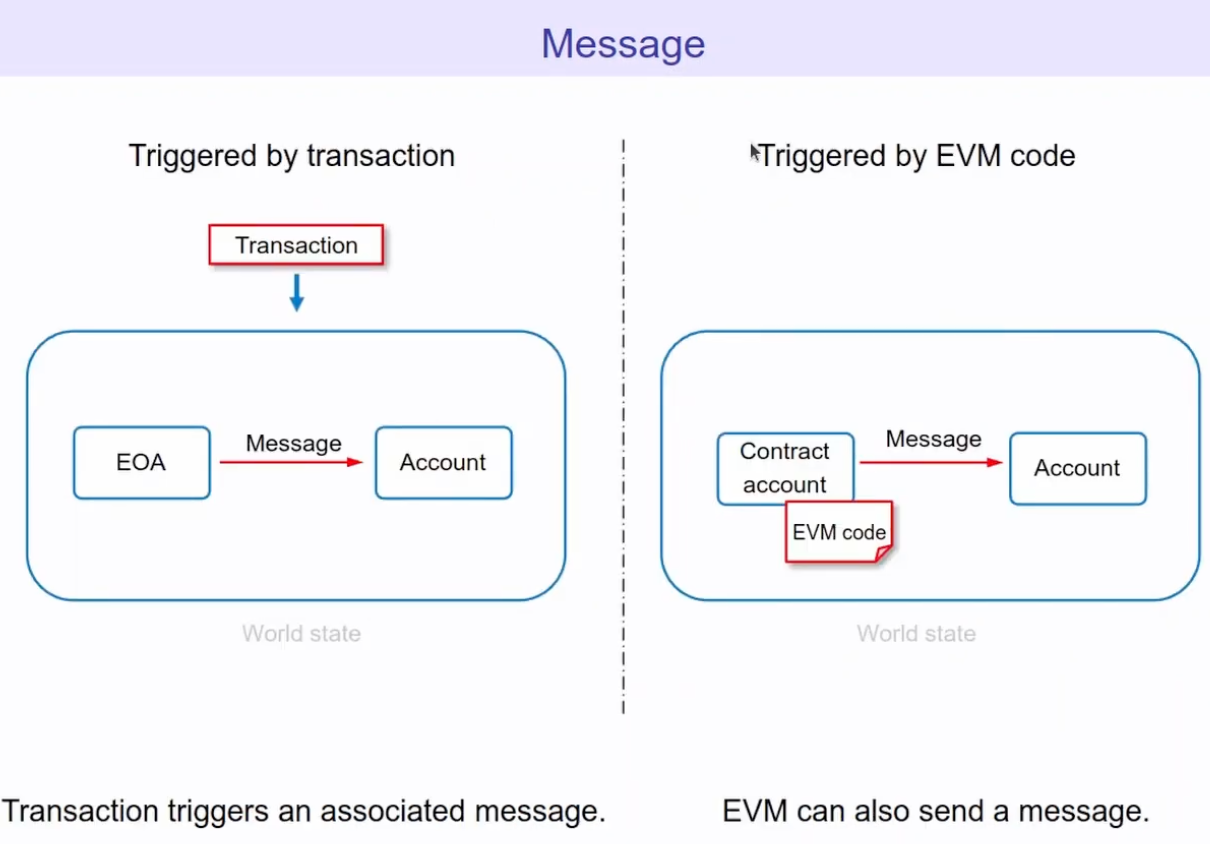 Message
Triggered by transaction
Transaction
EOA
Message
Account
World state
Transaction triggers an associated message.
Triggered by EVM code
Contract
account
EVM code
Message
Account
World state
EVM can also send a message.